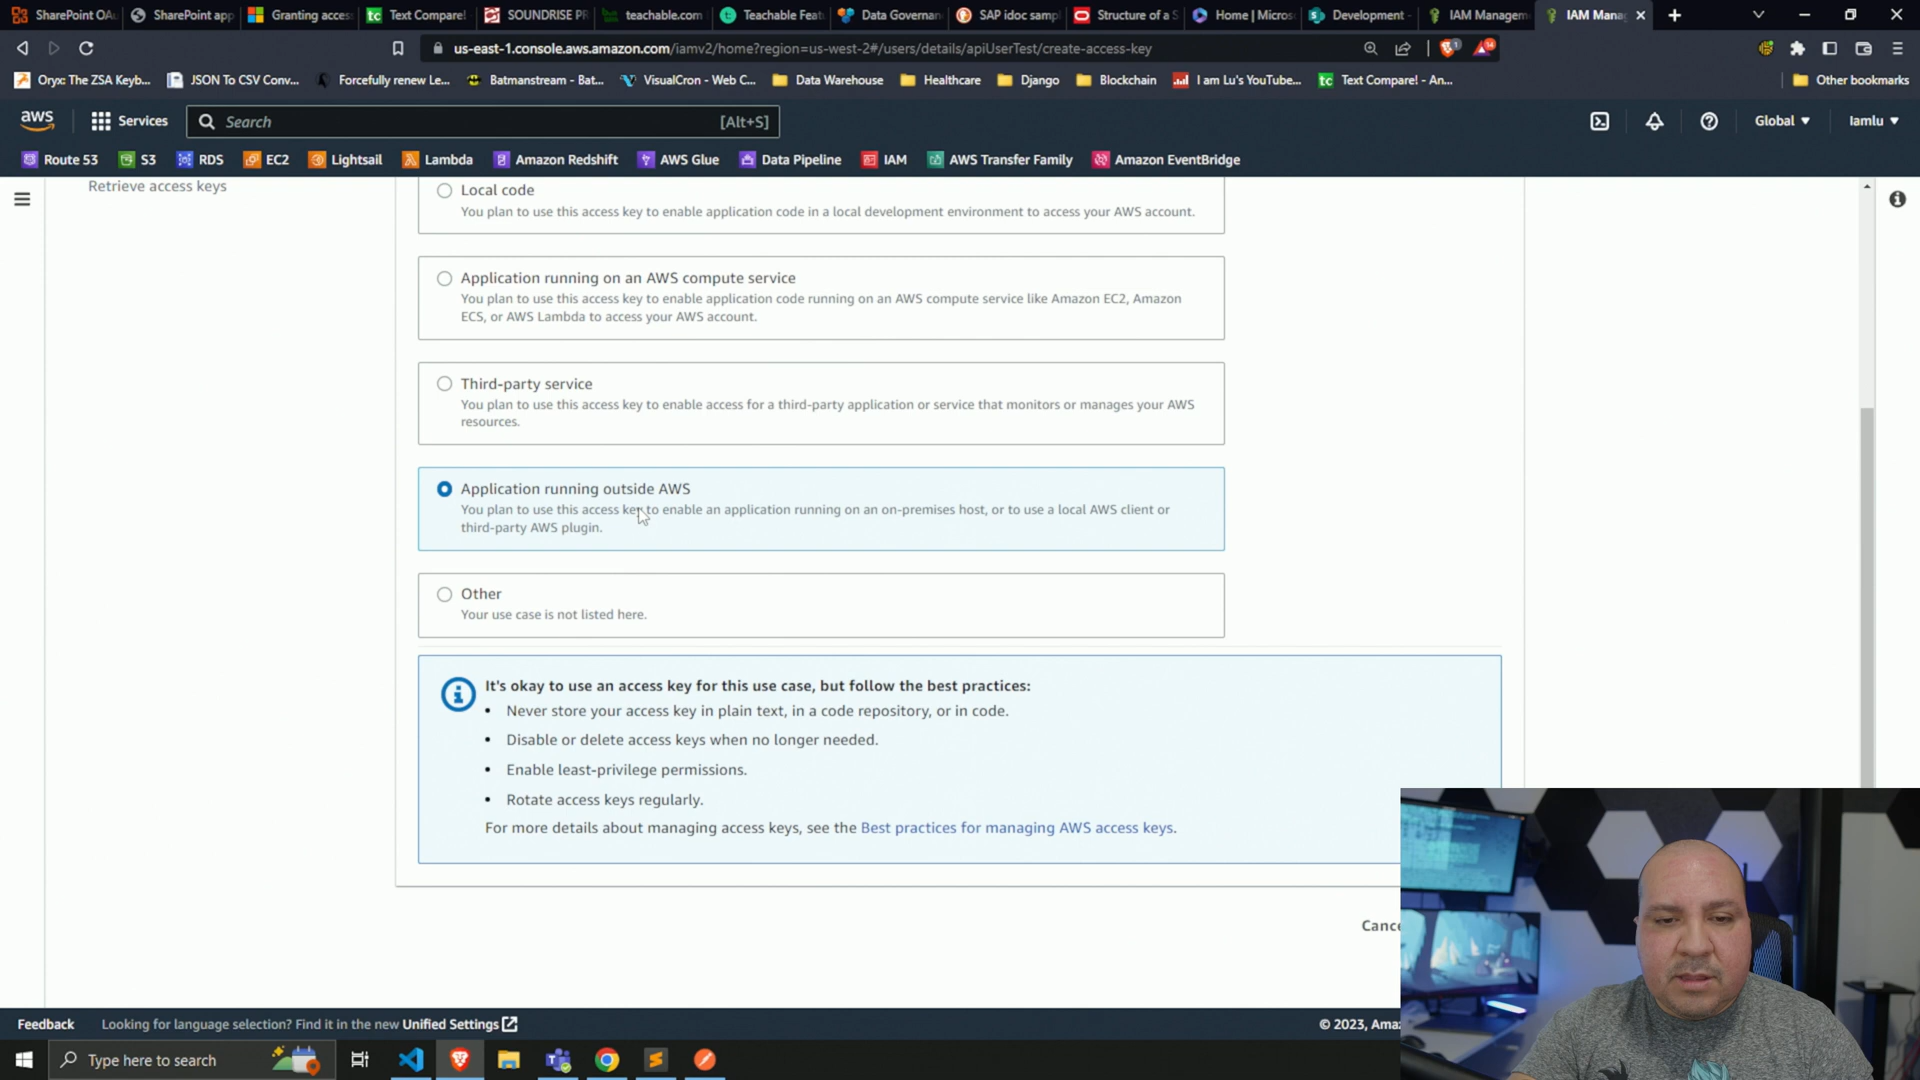 SharePoint OA
SharePoint app
Granting acces
Text Compare!
SOUNDRISE PR
teachable.com
Teachable Feat
Data Governan
SAP idoc samp
Structure of a S
Home | Micros
Development -
IAM Managem
IAM Mana
us-east-1.console.aws.amazon.com/iamv2/home?region=us-west-2#/users/details/apiUserTest/create-access-key
Oryx: The ZSA Keyb...
JSON To CSV Conv...
Forcefully renew Le...
Batmanstream - Bat...
VisualCron - Web C...
Data Warehouse
Healthcare
Django
Blockchain
I am Lu's YouTube...
Text Compare! - An...
Other bookmarks
aws
Services
Search
[Alt+S]
Global
Iamlu
Route 53
S3
RDS
EC2
Lightsail
Lambda
Amazon Redshift
AWS Glue
Data Pipeline
IAM
AWS Transfer Family
Amazon EventBridge
Retrieve access keys
Local code
You plan to use this access key to enable application code in a local development environment to access your AWS account.
Application running on an AWS compute service
You plan to use this access key to enable application code running on an AWS compute service like Amazon EC2, Amazon
ECS, or AWS Lambda to access your AWS account.
Third-party service
You plan to use this access key to enable access for a third-party application or service that monitors or manages your AWS
resources.
Application running outside AWS
You plan to use this access key to enable an application running on an on-premises host, or to use a local AWS client or
third-party AWS plugin.
Other
Your use case is not listed here.
It's okay to use an access key for this use case, but follow the best practices:
• Never store your access key in plain text, in a code repository, or in code.
• Disable or delete access keys when no longer needed.
• Enable least-privilege permissions.
• Rotate access keys regularly.
For more details about managing access keys, see the Best practices for managing AWS access keys.
Cance
Feedback
Looking for language selection? Find it in the new Unified Settings
© 2023, Ama
Type here to search